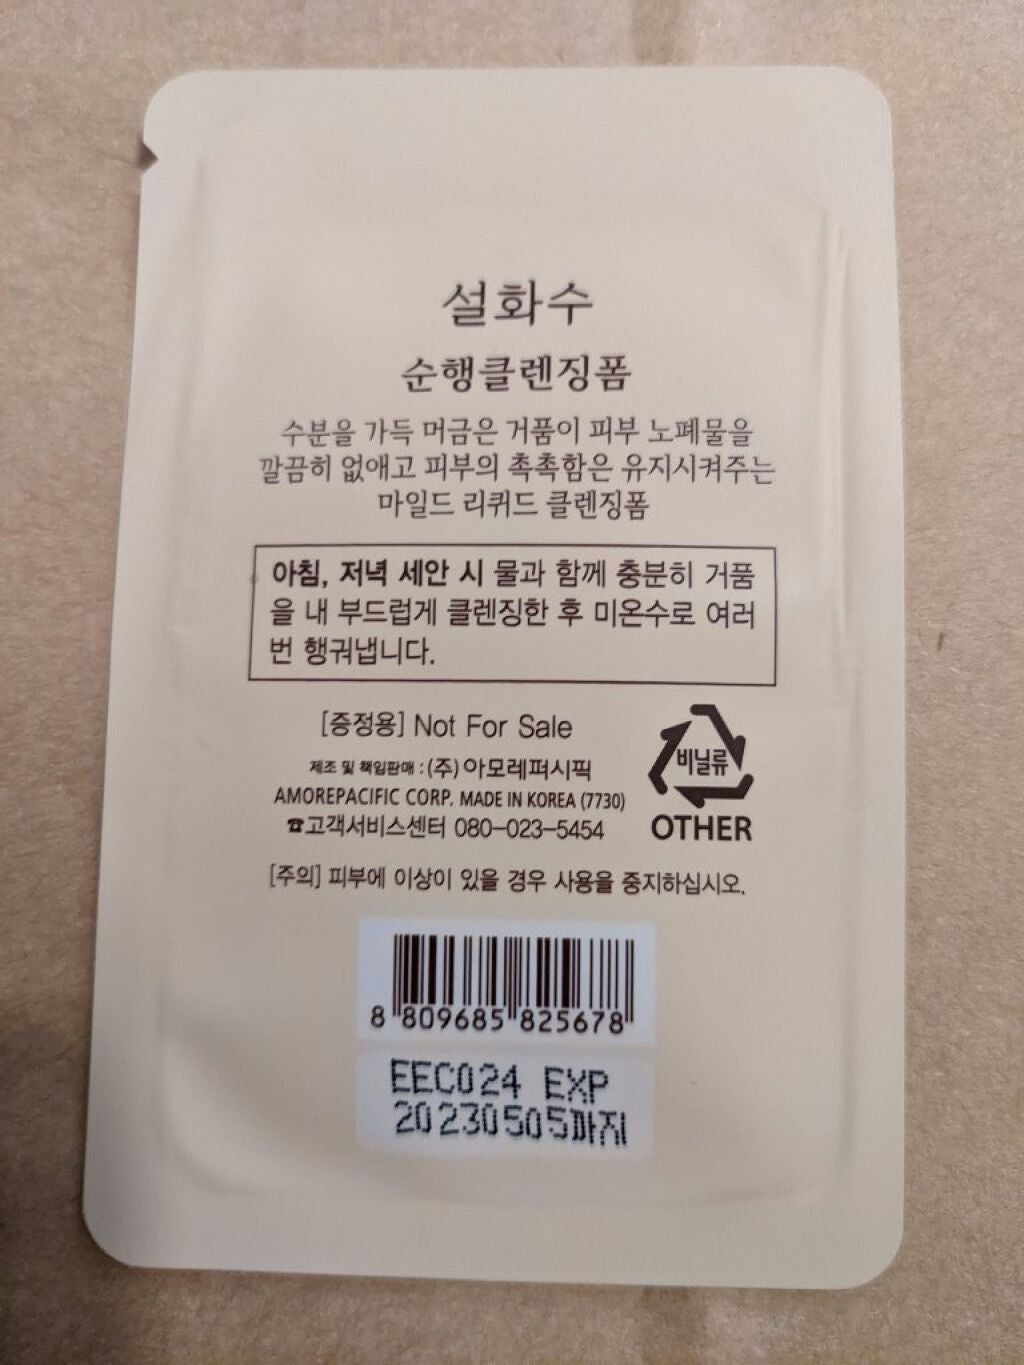 설화수
순행클렌징폼
수분을 가득 머금은 거품이 피부 노폐물을
깔끔히 없애고 피부의 촉촉함은 유지시켜주는
마일드 리퀴드 클렌징폼
아침, 저녁 세안 시 물과 함께 충분히 거품
을 내 부드럽게 클렌징한 후 미온수로 여러
번 헹궈냅니다.
[증정용] Not For Sale
제조 및 책임판매 : (주)아모레퍼시픽
AMOREPACIFIC CORP. MADE IN KOREA (7730)
☎고객서비스센터 080-023-5454
비닐류
OTHER
[주의] 피부에 이상이 있을 경우 사용을 중지하십시오.
8 809685 825678
EEC024 EXP
20230505까지